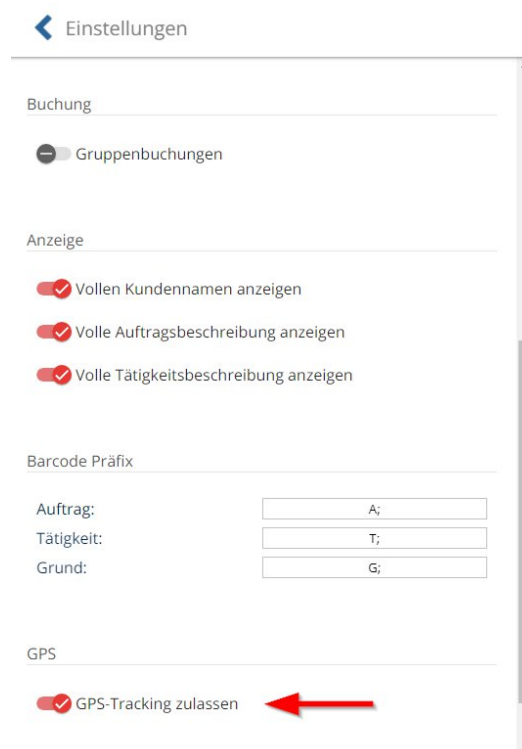 Einstellungen
Buchung
Gruppenbuchungen
Anzeige
Vollen Kundennamen anzeigen
Volle Auftragsbeschreibung anzeigen
Volle Tätigkeitsbeschreibung anzeigen
Barcode Präfix
Auftrag: A;
Tätigkeit: T;
Grund: G;
GPS
GPS-Tracking zulassen